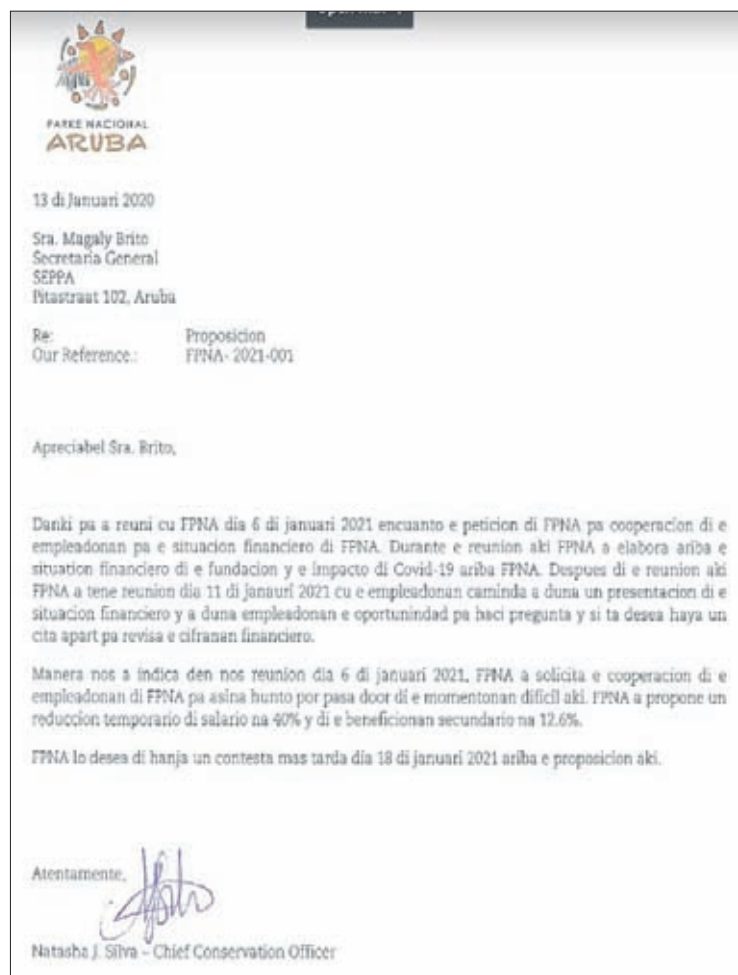 PARKE NACIONAL
ARUBA
13 di Januari 2020
Sra. Magaly Brito
Secretaria General
SEPPA
Pitastraat 102, Aruba
Re: Proposicion
Our Reference.: FPNA- 2021-001
Apreciabel Sra. Brito,
Danki pa a reuni cu FPNA dia 6 di januari 2021 encuanto e peticion di FPNA pa cooperacion di e
empleadonan pa e situacion financiero di FPNA. Durante e reunion aki FPNA a elabora ariba e
situation financiero di e fundacion y e impacto di Covid-19 ariba FPNA. Despues di e reunion aki
FPNA a tene reunion dia 11 di janauri 2021 cu e empleadonan caminda a duna un presentacion di e
situacion financiero y a duna empleadonan e oportunindad pa haci pregunta y si ta desea haya un
cita apart pa revisa e cifranan financiero.
Manera nos a indica den nos reunion dia 6 di januari 2021, FPNA a solicita e cooperacion di e
empleadonan di FPNA pa asina hunto por pasa door di e momentonan dificil aki. FPNA a propone un
reduccion temporario di salario na 40% y di e beneficionan secundario na 12.6%.
FPNA lo desea di hanja un contesta mas tarda dia 18 di januari 2021 ariba e proposicion aki.
Atentamente,
Natasha J. Silva – Chief Conservation Officer